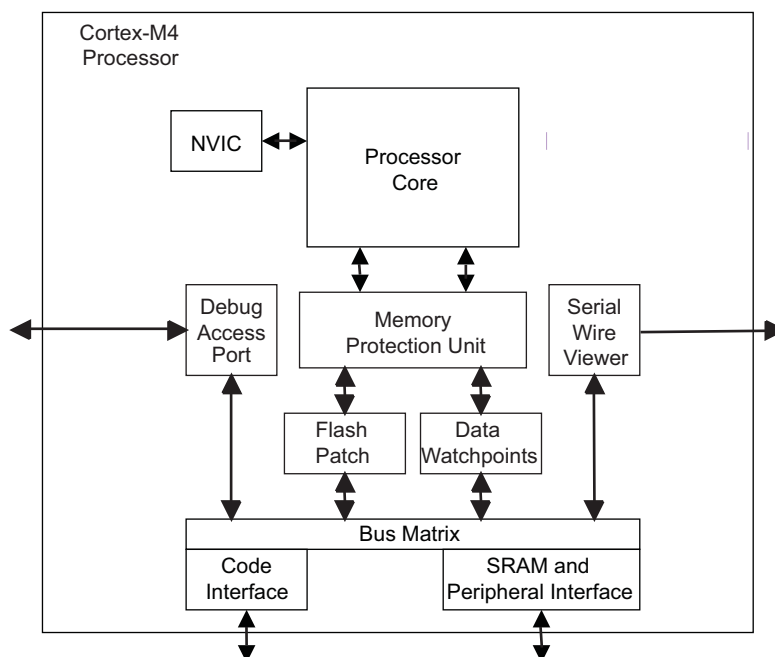 Cortex-M4
Processor
NVIC
Processor
Core
Debug
Access
Port
Memory
Protection Unit
Serial
Wire
Viewer
Flash
Patch
Data
Watchpoints
Bus Matrix
Code
Interface
SRAM and
Peripheral Interface